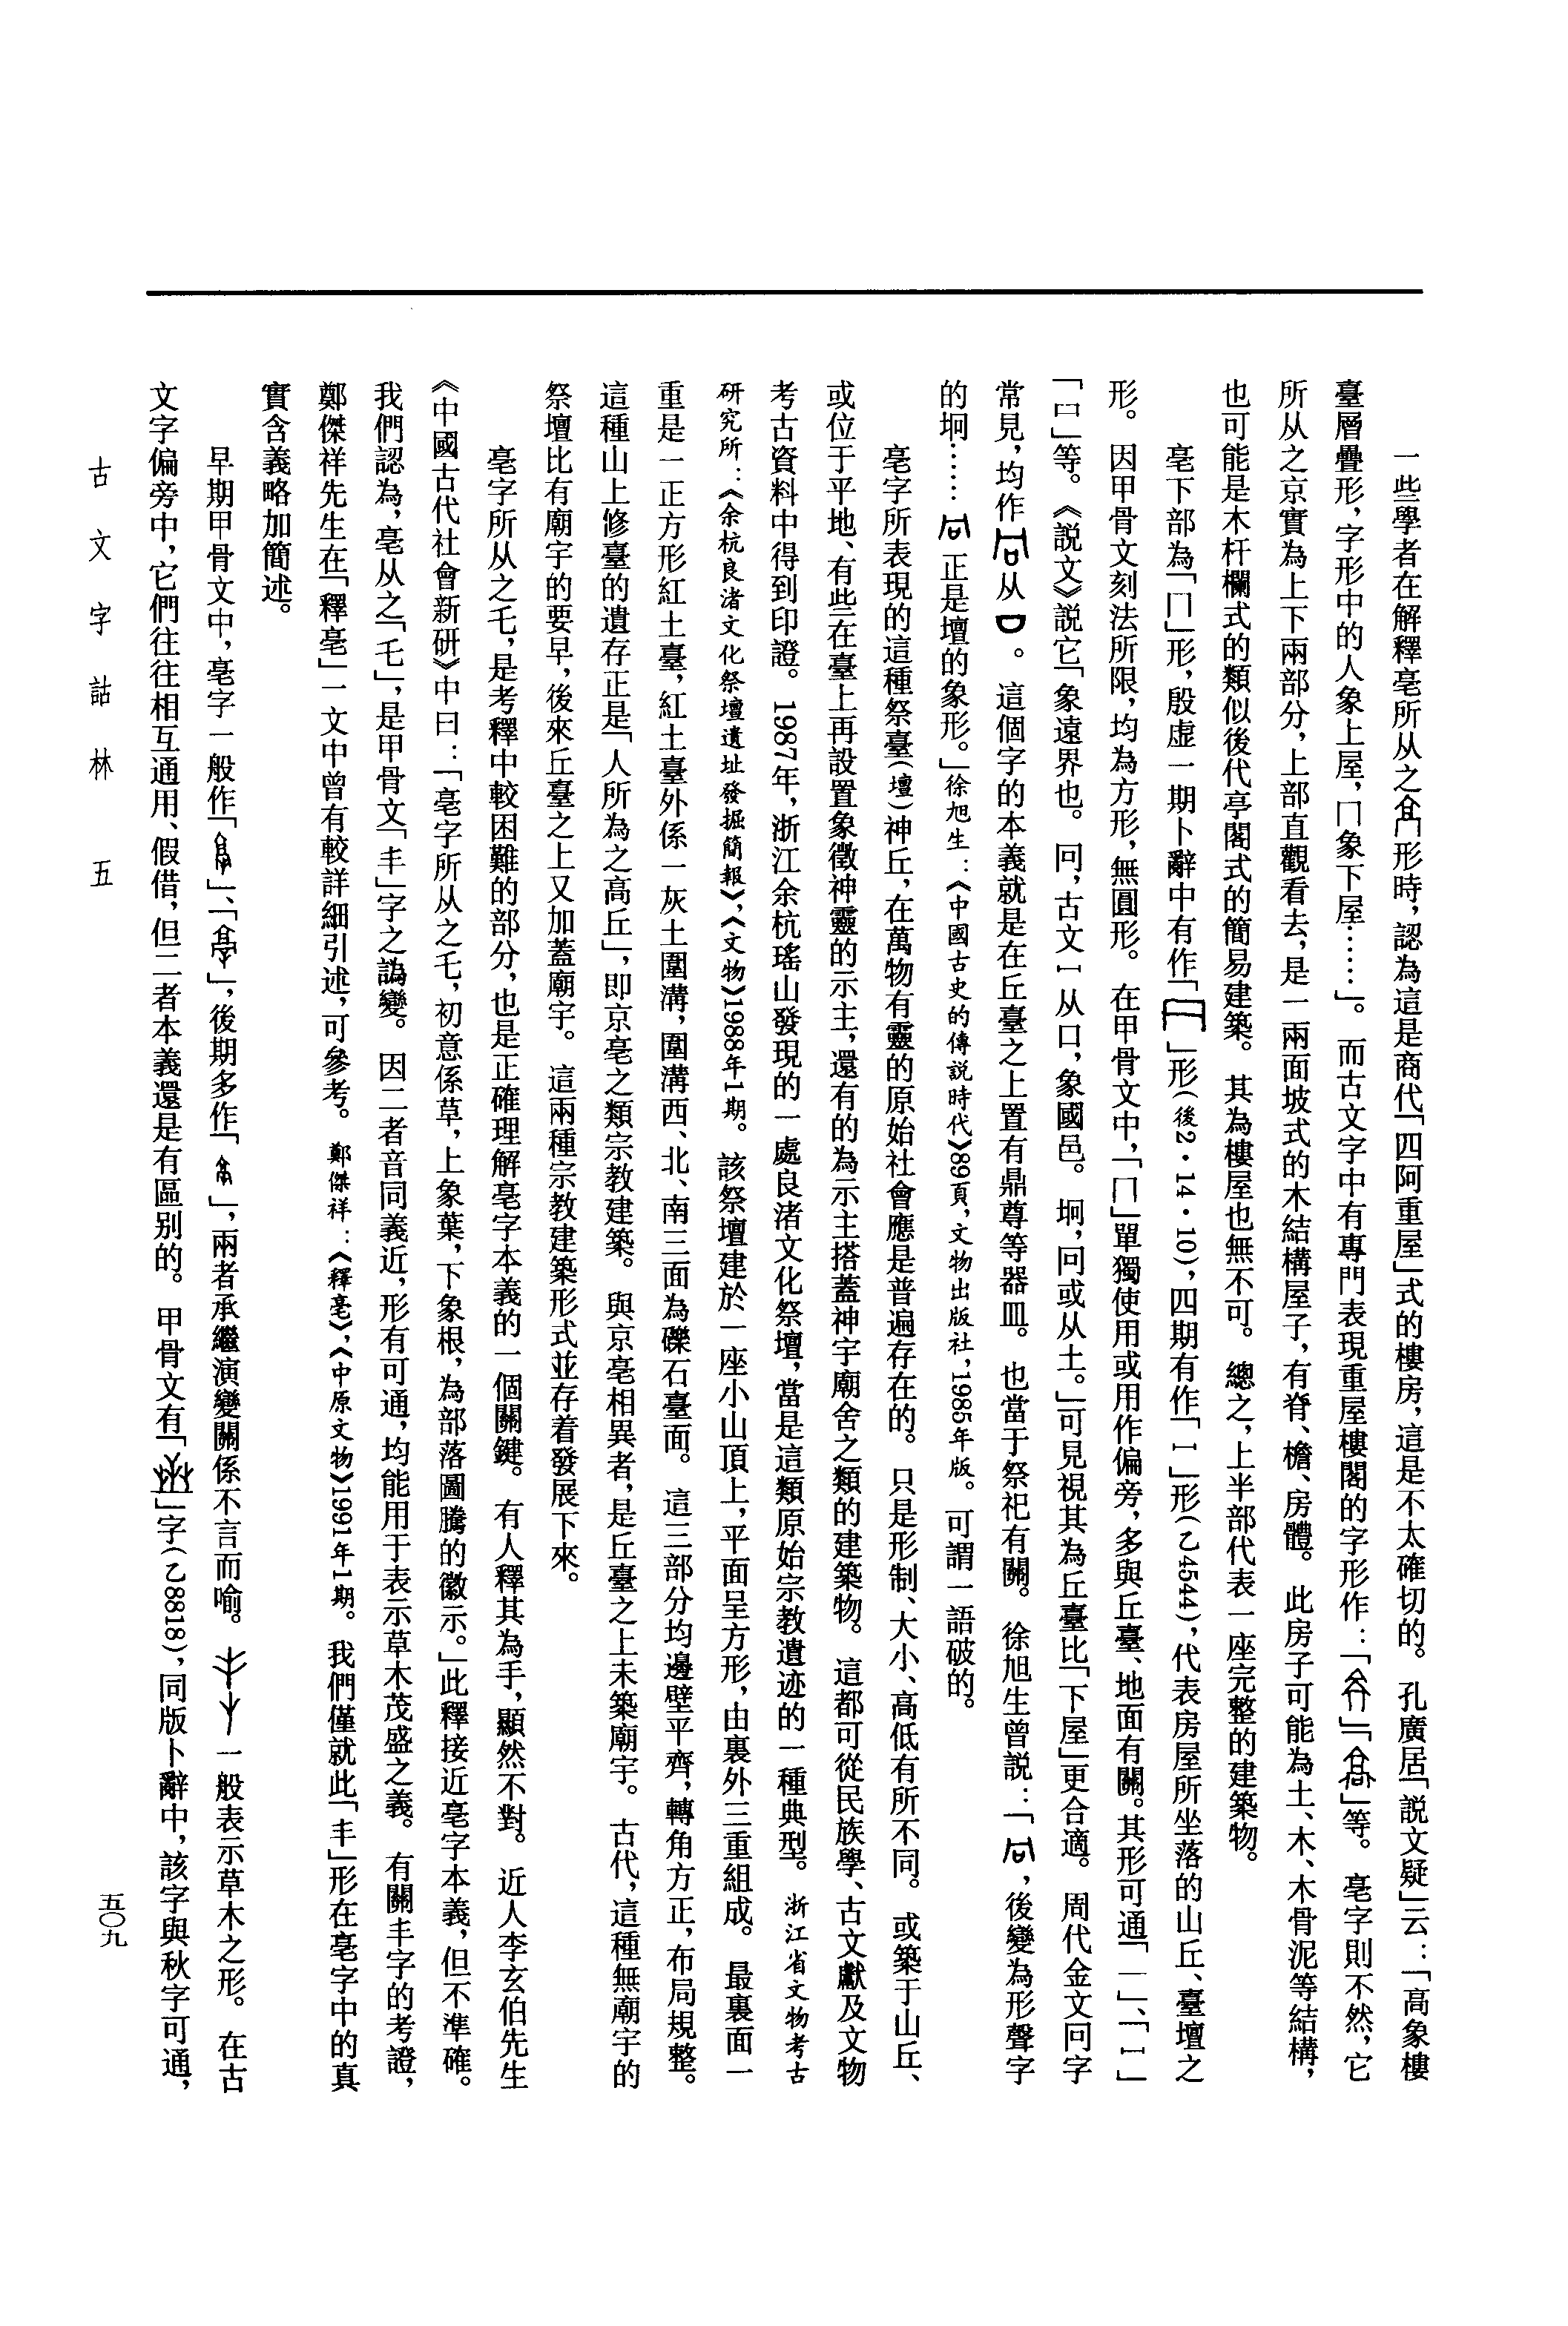 一些學者在解釋亳所从之形時，認為這是商代「四阿重屋」式的樓房，這是不太確切的。孔廣居「説文疑」云：「高象樓
臺層疊形，字形中的人象上屋，冂象下屋……」。而古文字中有專門表現重屋樓閣的字形作：「」「」等。亳字則不然，它
所从之京實為上下兩部分，上部直觀看去，是一兩面坡式的木結構屋子，有脊、檐、房體。此房子可能為土、木、木骨泥等結構，
也可能是木杆欄式的類似後代亭閣式的簡易建築。其為樓屋也無不可。總之，上半部代表一座完整的建築物。
亳下部為「冂」形，殷虛一期卜辭中有作「」形（後2·14·10），四期有作「」形（乙4544），代表房屋所坐落的山丘、臺壇之
形。因甲骨文刻法所限，均為方形，無圓形。在甲骨文中，「冂」單獨使用或用作偏旁，多與丘臺、地面有關。其形可通「一」、「」
「口」等。《説文》説它「象遠界也。冋，古文冂从口，象國邑。坰，冋或从土。」可見視其為丘臺比「下屋」更合適。周代金文冋字
常見，均作从。這個字的本義就是在丘臺之上置有鼎尊等器皿。也當于祭祀有關。徐旭生曾説：「，後變為形聲字
的坰……正是壇的象形。」徐旭生：《中國古史的傳説時代》89頁，文物出版社，1985年版。可謂一語破的。
亳字所表現的這種祭臺（壇）神丘，在萬物有靈的原始社會應是普遍存在的。只是形制、大小、高低有所不同。或築于山丘、
或位于平地、有些在臺上再設置象徵神靈的示主，還有的為示主搭蓋神宇廟舍之類的建築物。這都可從民族學、古文獻及文物
考古資料中得到印證。1987年，浙江余杭瑤山發現的一處良渚文化祭壇，當是這類原始宗教遺迹的一種典型。浙江省文物考古
研究所：《余杭良渚文化祭壇遺址發掘簡報》，《文物》1988年1期。該祭壇建於一座小山頂上，平面呈方形，由裏外三重組成。最裏面一
重是一正方形紅土臺，紅土臺外係一灰土圍溝，圍溝西、北、南三面為礫石臺面。這三部分均邊壁平齊，轉角方正，布局規整。
這種山上修臺的遺存正是「人所為之高丘」，即京亳之類宗教建築。與京亳相異者，是丘臺之上未築廟宇。古代，這種無廟宇的
祭壇比有廟宇的要早，後來丘臺之上又加蓋廟宇。這兩種宗教建築形式並存着發展下來。
亳字所从之乇，是考釋中較困難的部分，也是正確理解亳字本義的一個關鍵。有人釋其為手，顯然不對。近人李玄伯先生
《中國古代社會新研》中曰：「亳字所从之乇，初意係草，上象葉，下象根，為部落圖騰的徽示。」此釋接近亳字本義，但不準確。
我們認為，亳从之「乇」，是甲骨文「丰」字之譌變。因二者音同義近，形有可通，均能用于表示草木茂盛之義。有關丰字的考證，
鄭傑祥先生在「釋亳」一文中曾有較詳細引述，可參考。鄭傑祥：《釋亳》，《中原文物》1991年1期。我們僅就此「丰」形在亳字中的真
實含義略加簡述。
早期甲骨文中，亳字一般作「」、「」，後期多作「」，兩者承繼演變關係不言而喻。一般表示草木之形。在古
文字偏旁中，它們往往相互通用、假借，但二者本義還是有區别的。甲骨文有「」字（乙8818），同版卜辭中，該字與秋字可通，
古文字詁林 五
五〇九